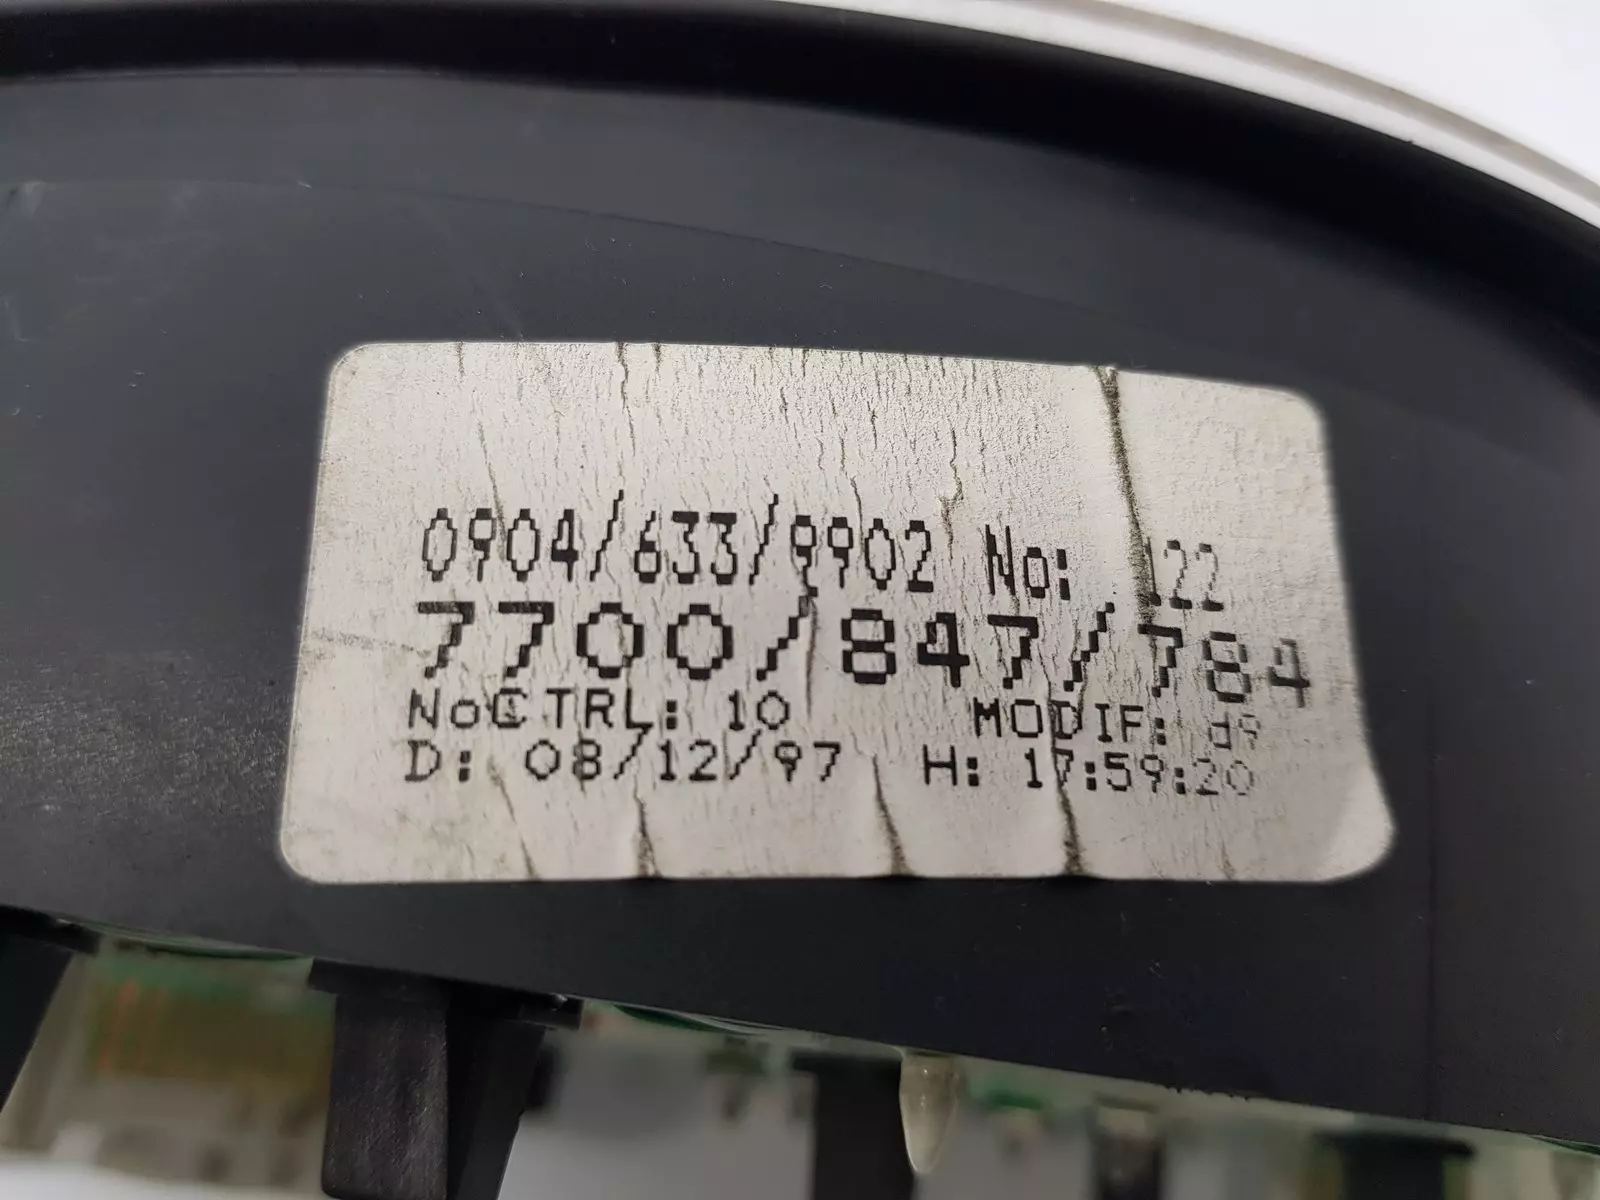 0904/633/9902 No: 122
7700/847/784
NoCTRL: 10 MODIF: d9
D: 08/12/97 H: 17:59:20